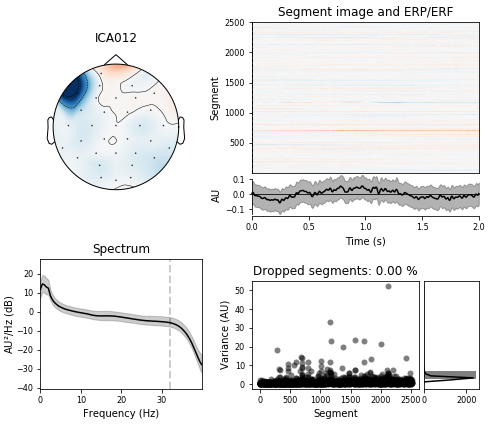 ICA012
Segment image and ERP/ERF
2500
2000
1500
1000
500
Segment
0.1
0.0
−0.1
AU
0.0 0.5 1.0 1.5 2.0
Time (s)
Spectrum
20
10
0
−10
−20
−30
−40
AU²/Hz (dB)
0 10 20 30
Frequency (Hz)
Dropped segments: 0.00 %
50
40
30
20
10
0
Variance (AU)
0 500 1000 1500 2000 2500
Segment
0 2000